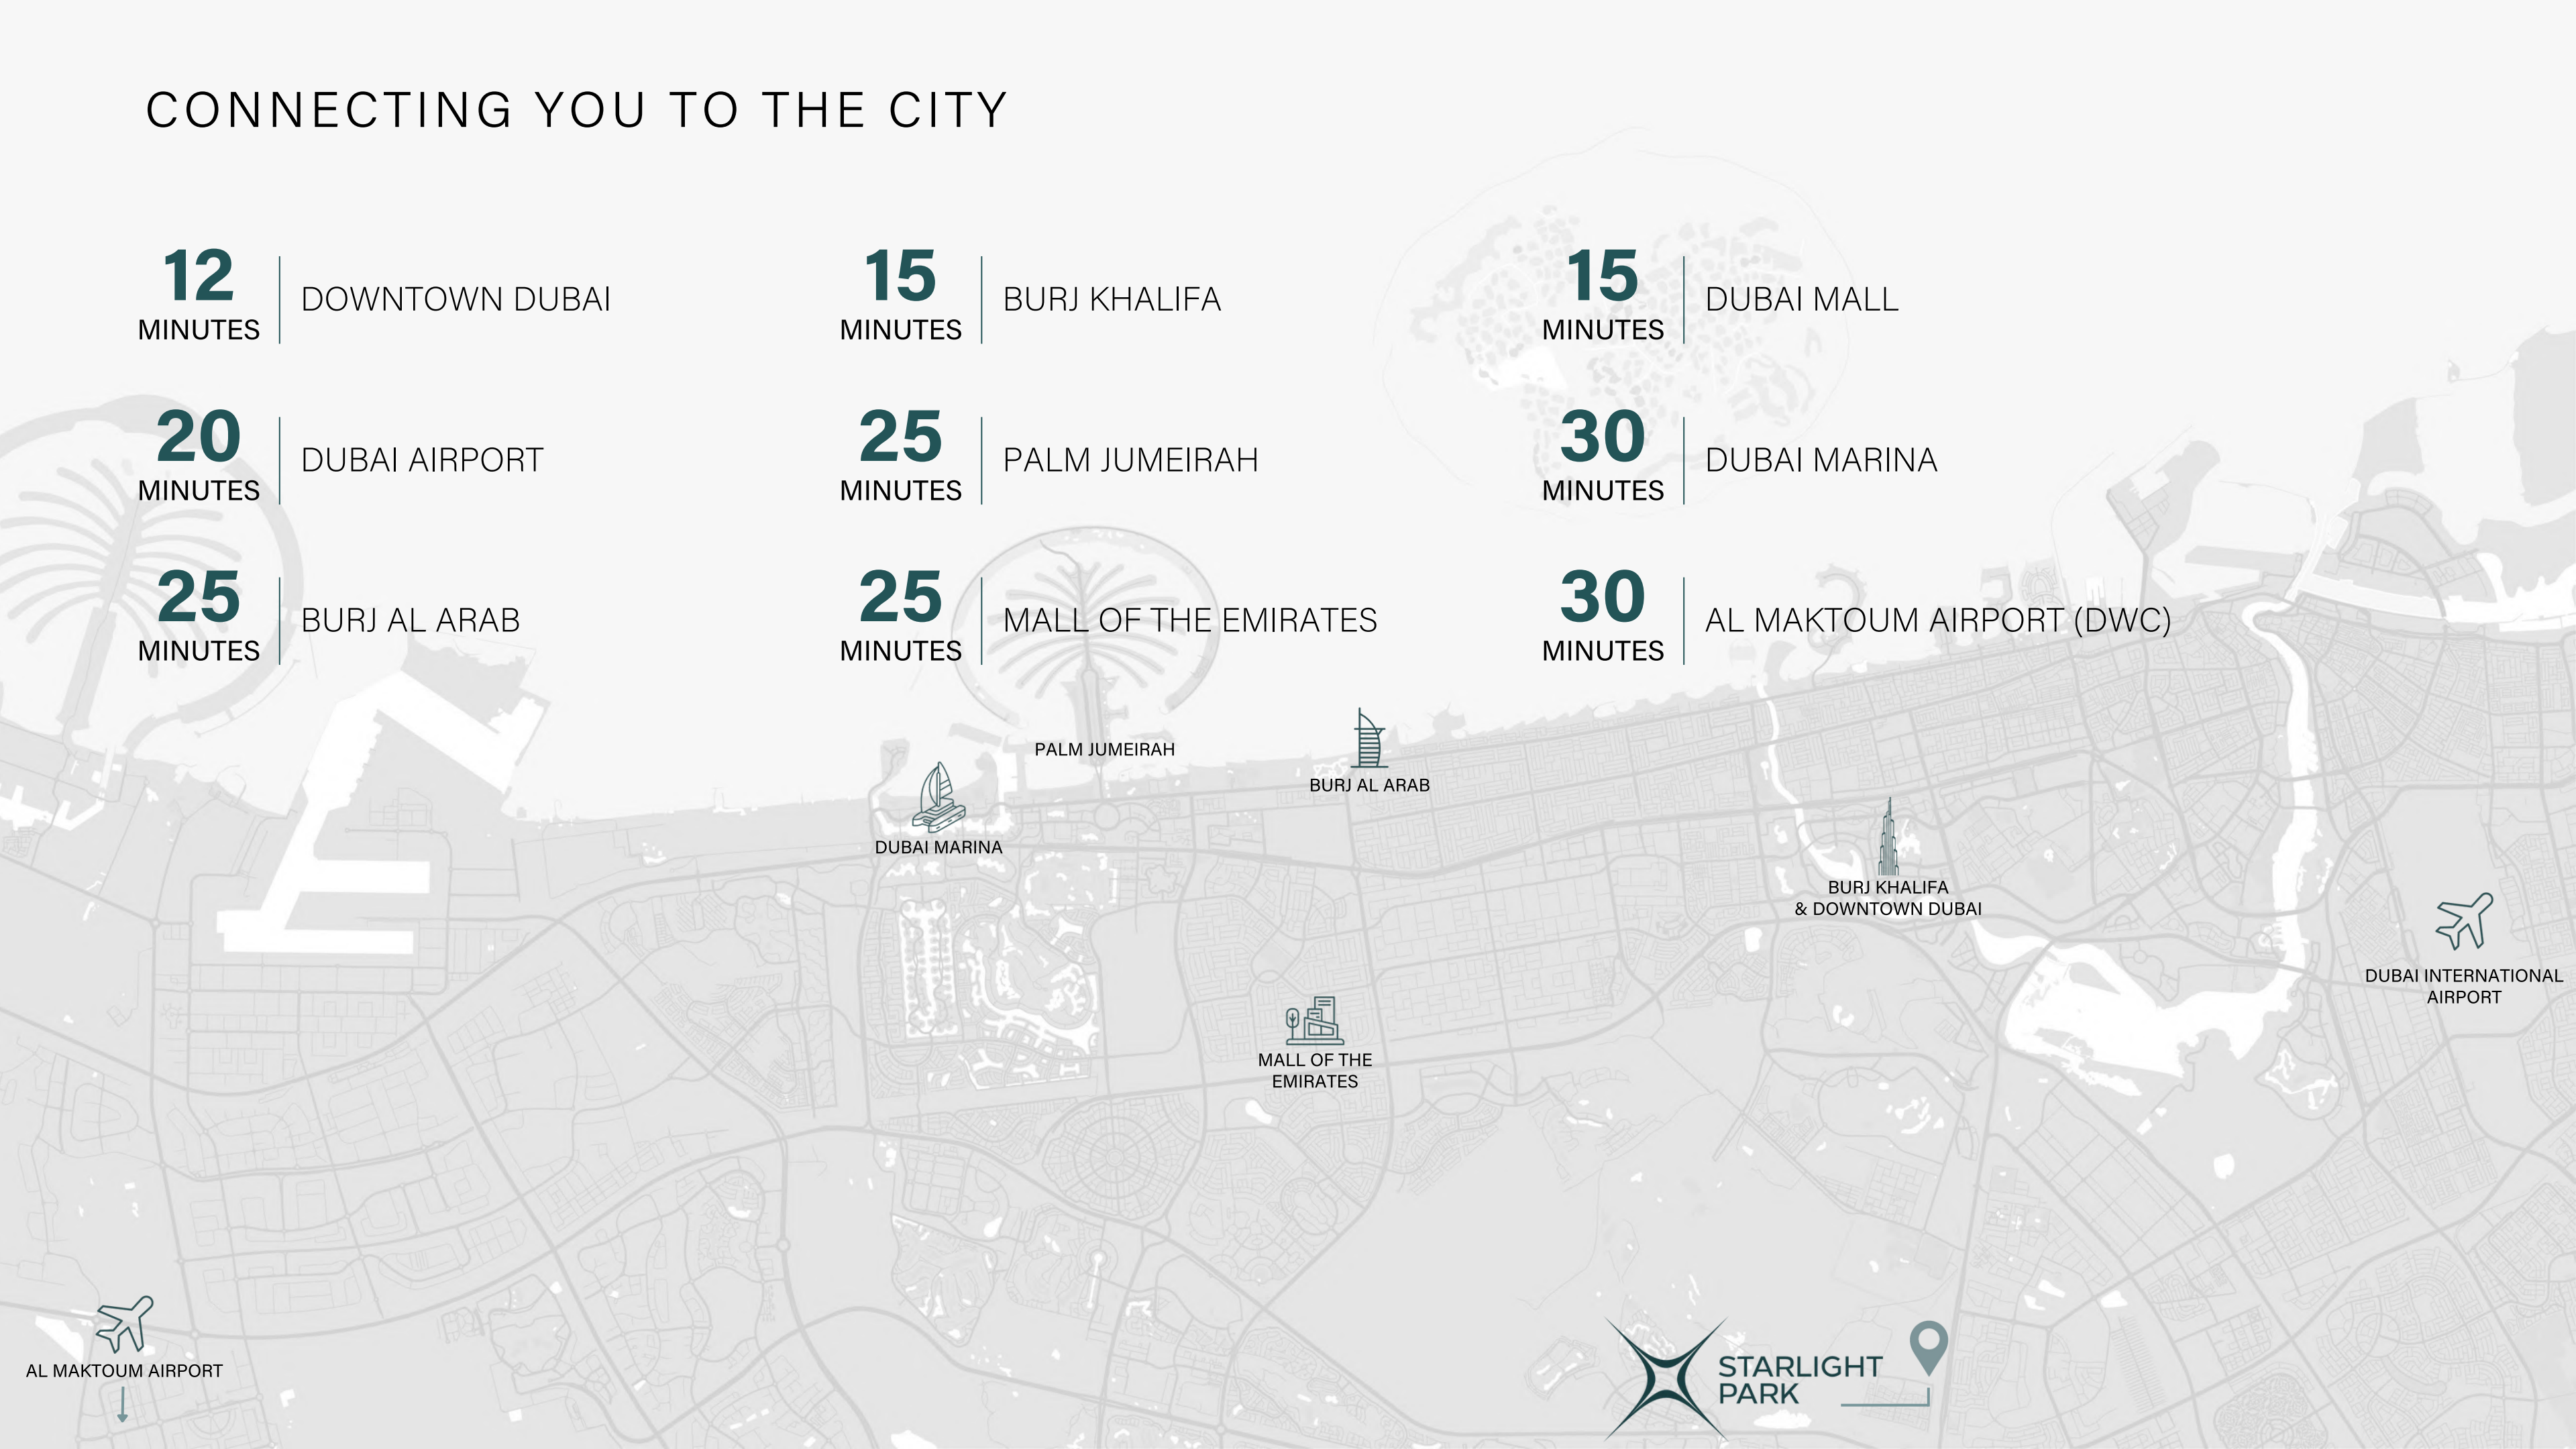 CONNECTING YOU TO THE CITY
12
MINUTES
DOWNTOWN DUBAI
15
MINUTES
BURJ KHALIFA
15
MINUTES
DUBAI MALL
20
MINUTES
DUBAI AIRPORT
25
MINUTES
PALM JUMEIRAH
30
MINUTES
DUBAI MARINA
25
MINUTES
BURJ AL ARAB
25
MINUTES
MALL OF THE EMIRATES
30
MINUTES
AL MAKTOUM AIRPORT (DWC)
PALM JUMEIRAH
BURJ AL ARAB
DUBAI MARINA
BURJ KHALIFA
& DOWNTOWN DUBAI
DUBAI INTERNATIONAL
AIRPORT
MALL OF THE
EMIRATES
AL MAKTOUM AIRPORT
STARLIGHT
PARK